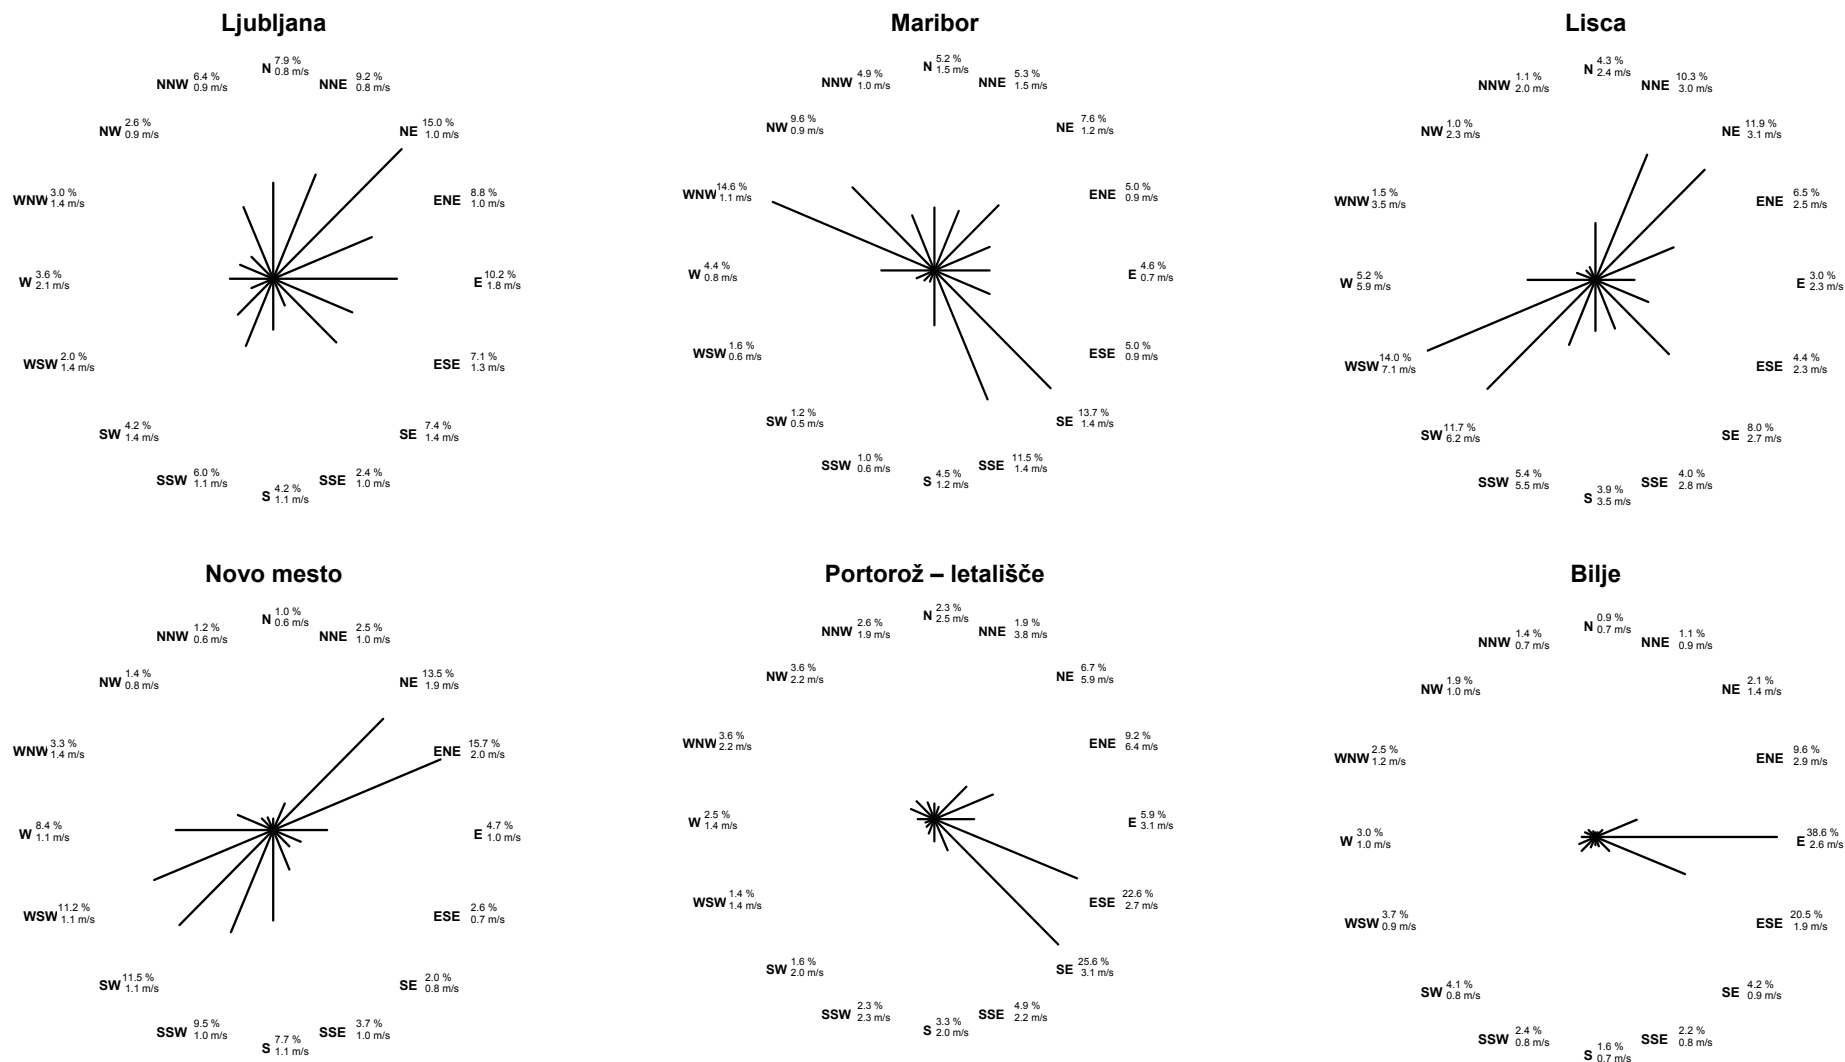 Ljubljana
N 7.9 %
0.8 m/s
NNE 9.2 %
0.8 m/s
NE 15.0 %
1.0 m/s
ENE 8.8 %
1.0 m/s
E 10.2 %
1.8 m/s
ESE 7.1 %
1.3 m/s
SE 7.4 %
1.4 m/s
SSE 2.4 %
1.0 m/s
S 4.2 %
1.1 m/s
SSW 6.0 %
1.1 m/s
SW 4.2 %
1.4 m/s
WSW 2.0 %
1.4 m/s
W 3.6 %
2.1 m/s
WNW 3.0 %
1.4 m/s
NW 2.6 %
0.9 m/s
NNW 6.4 %
0.9 m/s
Maribor
N 5.2 %
1.5 m/s
NNE 5.3 %
1.5 m/s
NE 7.6 %
1.2 m/s
ENE 5.0 %
0.9 m/s
E 4.6 %
0.7 m/s
ESE 5.0 %
0.9 m/s
SE 13.7 %
1.4 m/s
SSE 11.5 %
1.4 m/s
S 4.5 %
1.2 m/s
SSW 1.0 %
0.6 m/s
SW 1.2 %
0.5 m/s
WSW 1.6 %
0.6 m/s
W 4.4 %
0.8 m/s
WNW 14.6 %
1.1 m/s
NW 9.6 %
0.9 m/s
NNW 4.9 %
1.0 m/s
Lisca
N 4.3 %
2.4 m/s
NNE 10.3 %
3.0 m/s
NE 11.9 %
3.1 m/s
ENE 6.5 %
2.5 m/s
E 3.0 %
2.3 m/s
ESE 4.4 %
2.3 m/s
SE 8.0 %
2.7 m/s
SSE 4.0 %
2.8 m/s
S 3.9 %
3.5 m/s
SSW 5.4 %
5.5 m/s
SW 11.7 %
6.2 m/s
WSW 14.0 %
7.1 m/s
W 5.2 %
5.9 m/s
WNW 1.5 %
3.5 m/s
NW 1.0 %
2.3 m/s
NNW 1.1 %
2.0 m/s
Novo mesto
N 1.0 %
0.6 m/s
NNE 2.5 %
1.0 m/s
NE 13.5 %
1.9 m/s
ENE 15.7 %
2.0 m/s
E 4.7 %
1.0 m/s
ESE 2.6 %
0.7 m/s
SE 2.0 %
0.8 m/s
SSE 3.7 %
1.0 m/s
S 7.7 %
1.1 m/s
SSW 9.5 %
1.0 m/s
SW 11.5 %
1.1 m/s
WSW 11.2 %
1.1 m/s
W 8.4 %
1.1 m/s
WNW 3.3 %
1.4 m/s
NW 1.4 %
0.8 m/s
NNW 1.2 %
0.6 m/s
Portorož – letališče
N 2.3 %
2.5 m/s
NNE 1.9 %
3.8 m/s
NE 6.7 %
5.9 m/s
ENE 9.2 %
6.4 m/s
E 5.9 %
3.1 m/s
ESE 22.6 %
2.7 m/s
SE 25.6 %
3.1 m/s
SSE 4.9 %
2.2 m/s
S 3.3 %
2.0 m/s
SSW 2.3 %
2.3 m/s
SW 1.6 %
2.0 m/s
WSW 1.4 %
1.4 m/s
W 2.5 %
1.4 m/s
WNW 3.6 %
2.2 m/s
NW 3.6 %
2.2 m/s
NNW 2.6 %
1.9 m/s
Bilje
N 0.9 %
0.7 m/s
NNE 1.1 %
0.9 m/s
NE 2.1 %
1.4 m/s
ENE 9.6 %
2.9 m/s
E 38.6 %
2.6 m/s
ESE 20.5 %
1.9 m/s
SE 4.2 %
0.9 m/s
SSE 2.2 %
0.8 m/s
S 1.6 %
0.7 m/s
SSW 2.4 %
0.8 m/s
SW 4.1 %
0.8 m/s
WSW 3.7 %
0.9 m/s
W 3.0 %
1.0 m/s
WNW 2.5 %
1.2 m/s
NW 1.9 %
1.0 m/s
NNW 1.4 %
0.7 m/s